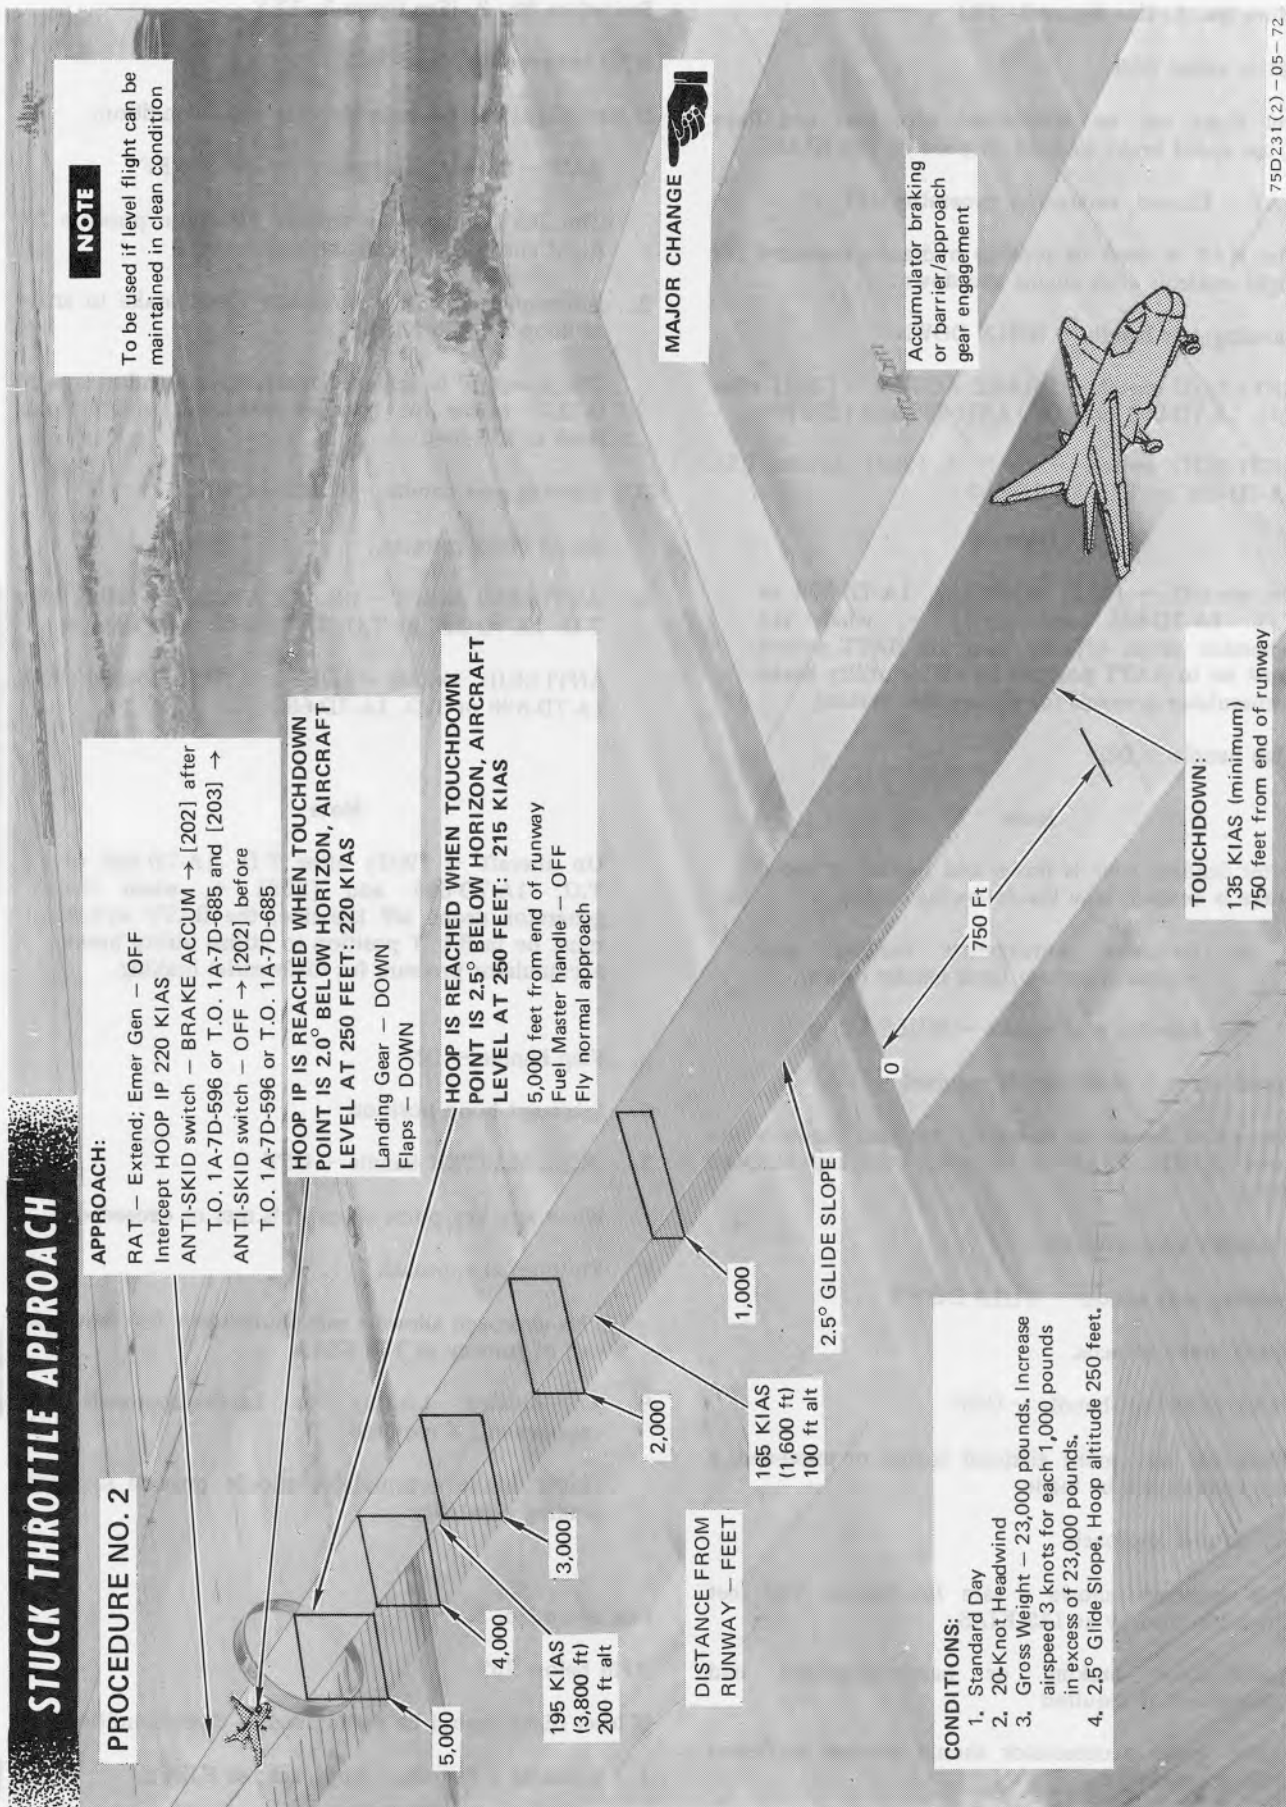 STUCK THROTTLE APPROACH
PROCEDURE NO. 2
NOTE
To be used if level flight can be
maintained in clean condition
APPROACH:
RAT – Extend; Emer Gen – OFF
Intercept HOOP IP 220 KIAS
ANTI-SKID switch – BRAKE ACCUM → [202] after
T.O. 1A-7D-596 or T.O. 1A-7D-685 and [203] →
ANTI-SKID switch – OFF → [202] before
T.O. 1A-7D-596 or T.O. 1A-7D-685
HOOP IP IS REACHED WHEN TOUCHDOWN
POINT IS 2.0° BELOW HORIZON, AIRCRAFT
LEVEL AT 250 FEET: 220 KIAS
Landing Gear – DOWN
Flaps – DOWN
HOOP IS REACHED WHEN TOUCHDOWN
POINT IS 2.5° BELOW HORIZON, AIRCRAFT
LEVEL AT 250 FEET: 215 KIAS
5,000 feet from end of runway
Fuel Master handle – OFF
Fly normal approach
MAJOR CHANGE
Accumulator braking
or barrier/approach
gear engagement
5,000
4,000
195 KIAS
(3,800 ft)
200 ft alt
3,000
2,000
165 KIAS
(1,600 ft)
100 ft alt
1,000
2.5° GLIDE SLOPE
DISTANCE FROM
RUNWAY – FEET
0
750 Ft
TOUCHDOWN:
135 KIAS (minimum)
750 feet from end of runway
CONDITIONS:
1. Standard Day
2. 20-Knot Headwind
3. Gross Weight – 23,000 pounds. Increase
airspeed 3 knots for each 1,000 pounds
in excess of 23,000 pounds.
4. 2.5° Glide Slope. Hoop altitude 250 feet.
75D231(2)–05–72